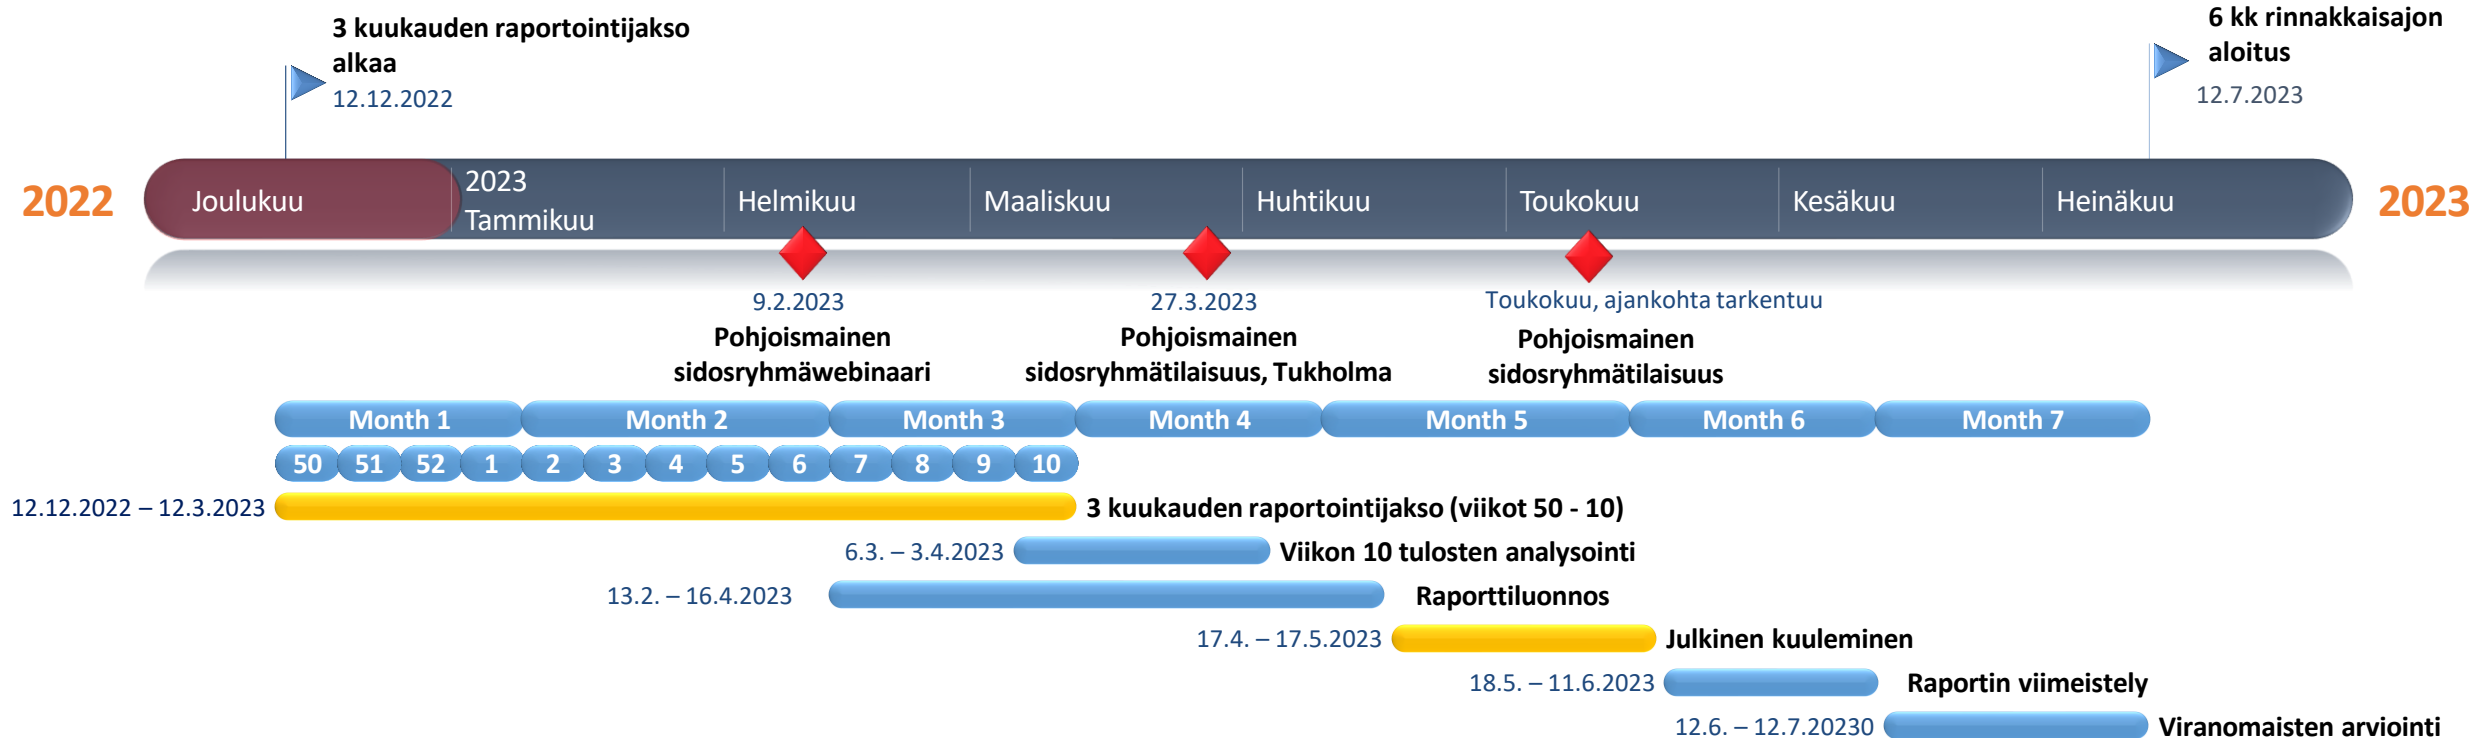 3 kuukauden raportointijakso
alkaa
12.12.2022
6 kk rinnakkaisajon
aloitus
12.7.2023
2022
Joulukuu
2023
Tammikuu
Helmikuu
Maaliskuu
Huhtikuu
Toukokuu
Kesäkuu
Heinäkuu
2023
9.2.2023
Pohjoismainen
sidosryhmäwebinaari
27.3.2023
Pohjoismainen
sidosryhmätilaisuus, Tukholma
Toukokuu, ajankohta tarkentuu
Pohjoismainen
sidosryhmätilaisuus
Month 1 Month 2 Month 3 Month 4 Month 5 Month 6 Month 7
50 51 52 1 2 3 4 5 6 7 8 9 10
12.12.2022 – 12.3.2023 3 kuukauden raportointijakso (viikot 50 - 10)
6.3. – 3.4.2023 Viikon 10 tulosten analysointi
13.2. – 16.4.2023 Raporttiluonnos
17.4. – 17.5.2023 Julkinen kuuleminen
18.5. – 11.6.2023 Raportin viimeistely
12.6. – 12.7.20230 Viranomaisten arviointi